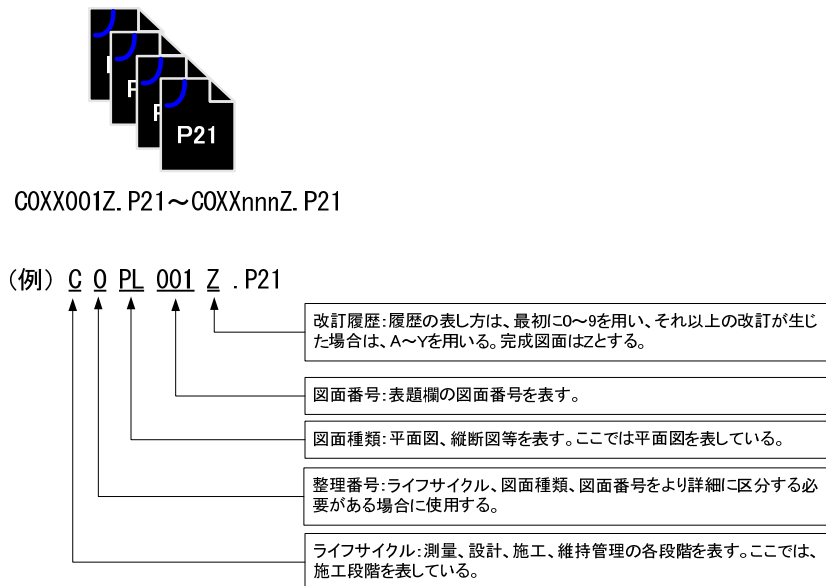 P21
C0XX001Z.P21～C0XXnnnZ.P21
(例) C 0 PL 001 Z .P21
改訂履歴:履歴の表し方は、最初に0～9を用い、それ以上の改訂が生じ
た場合は、A～Yを用いる。完成図面はZとする。
図面番号:表題欄の図面番号を表す。
図面種類:平面図、縦断図等を表す。ここでは平面図を表している。
整理番号:ライフサイクル、図面種類、図面番号をより詳細に区分する必
要がある場合に使用する。
ライフサイクル:測量、設計、施工、維持管理の各段階を表す。ここでは、
施工段階を表している。